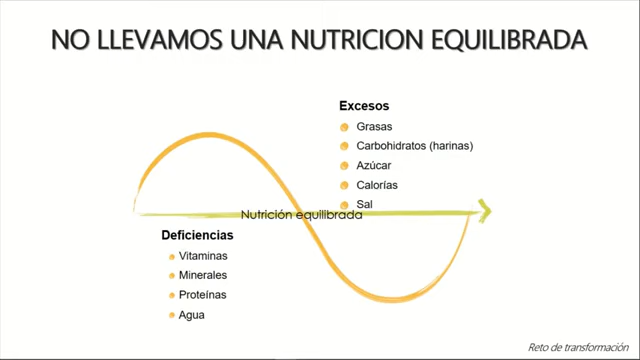 NO LLEVAMOS UNA NUTRICION EQUILIBRADA
Excesos
Grasas
Carbohidratos (harinas)
Azúcar
Calorías
Sal
Nutrición equilibrada
Deficiencias
Vitaminas
Minerales
Proteínas
Agua
Reto de transformación